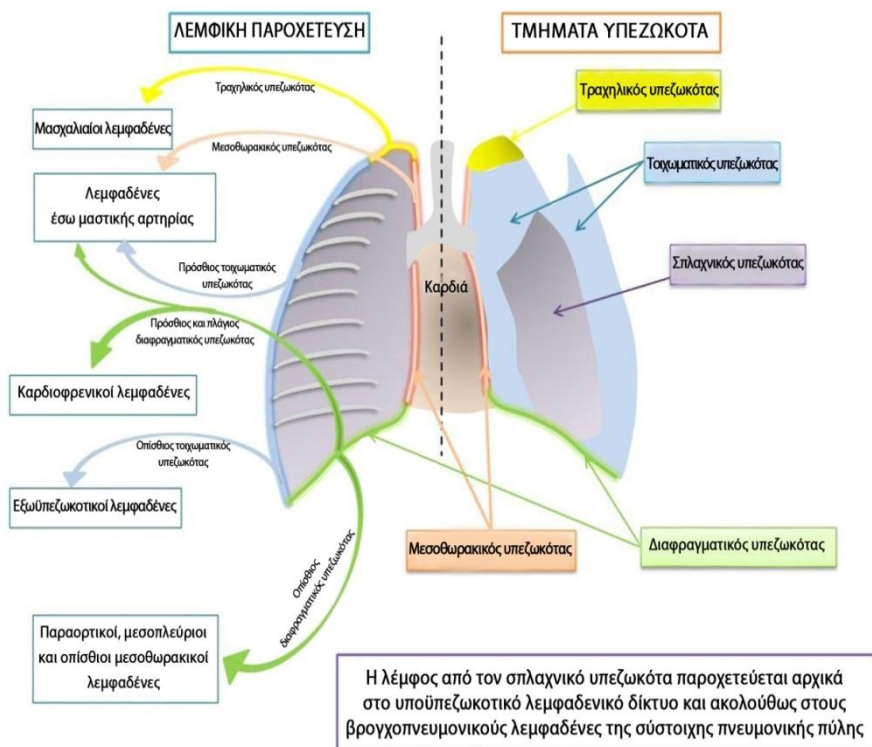 ΛΕΜΦΙΚΗ ΠΑΡΟΧΕΤΕΥΣΗ
ΤΜΗΜΑΤΑ ΥΠΕΖΩΚΟΤΑ
Τραχηλικός υπεζωκότας
Τραχηλικός υπεζωκότας
Μασχαλιαίοι λεμφαδένες
Μεσοθωρακικός υπεζωκότας
Τοιχωματικός υπεζωκότας
Λεμφαδένες
έσω μαστικής αρτηρίας
Πρόσθιος τοιχωματικός
υπεζωκότας
Καρδιά
Σπλαχνικός υπεζωκότας
Πρόσθιος και πλάγιος
διαφραγματικός υπεζωκότας
Καρδιοφρενικοί λεμφαδένες
Οπίσθιος τοιχωματικός
υπεζωκότας
Εξωϋπεζωκοτικοί λεμφαδένες
Μεσοθωρακικός υπεζωκότας
Διαφραγματικός υπεζωκότας
Οπίσθιος
διαφραγματικός υπεζωκότας
Παραορτικοί, μεσοπλεύριοι
και οπίσθιοι μεσοθωρακικοί
λεμφαδένες
Η λέμφος από τον σπλαχνικό υπεζωκότα παροχετεύεται αρχικά
στο υποϋπεζωκοτικό λεμφαδενικό δίκτυο και ακολούθως στους
βρογχοπνευμονικούς λεμφαδένες της σύστοιχης πνευμονικής πύλης